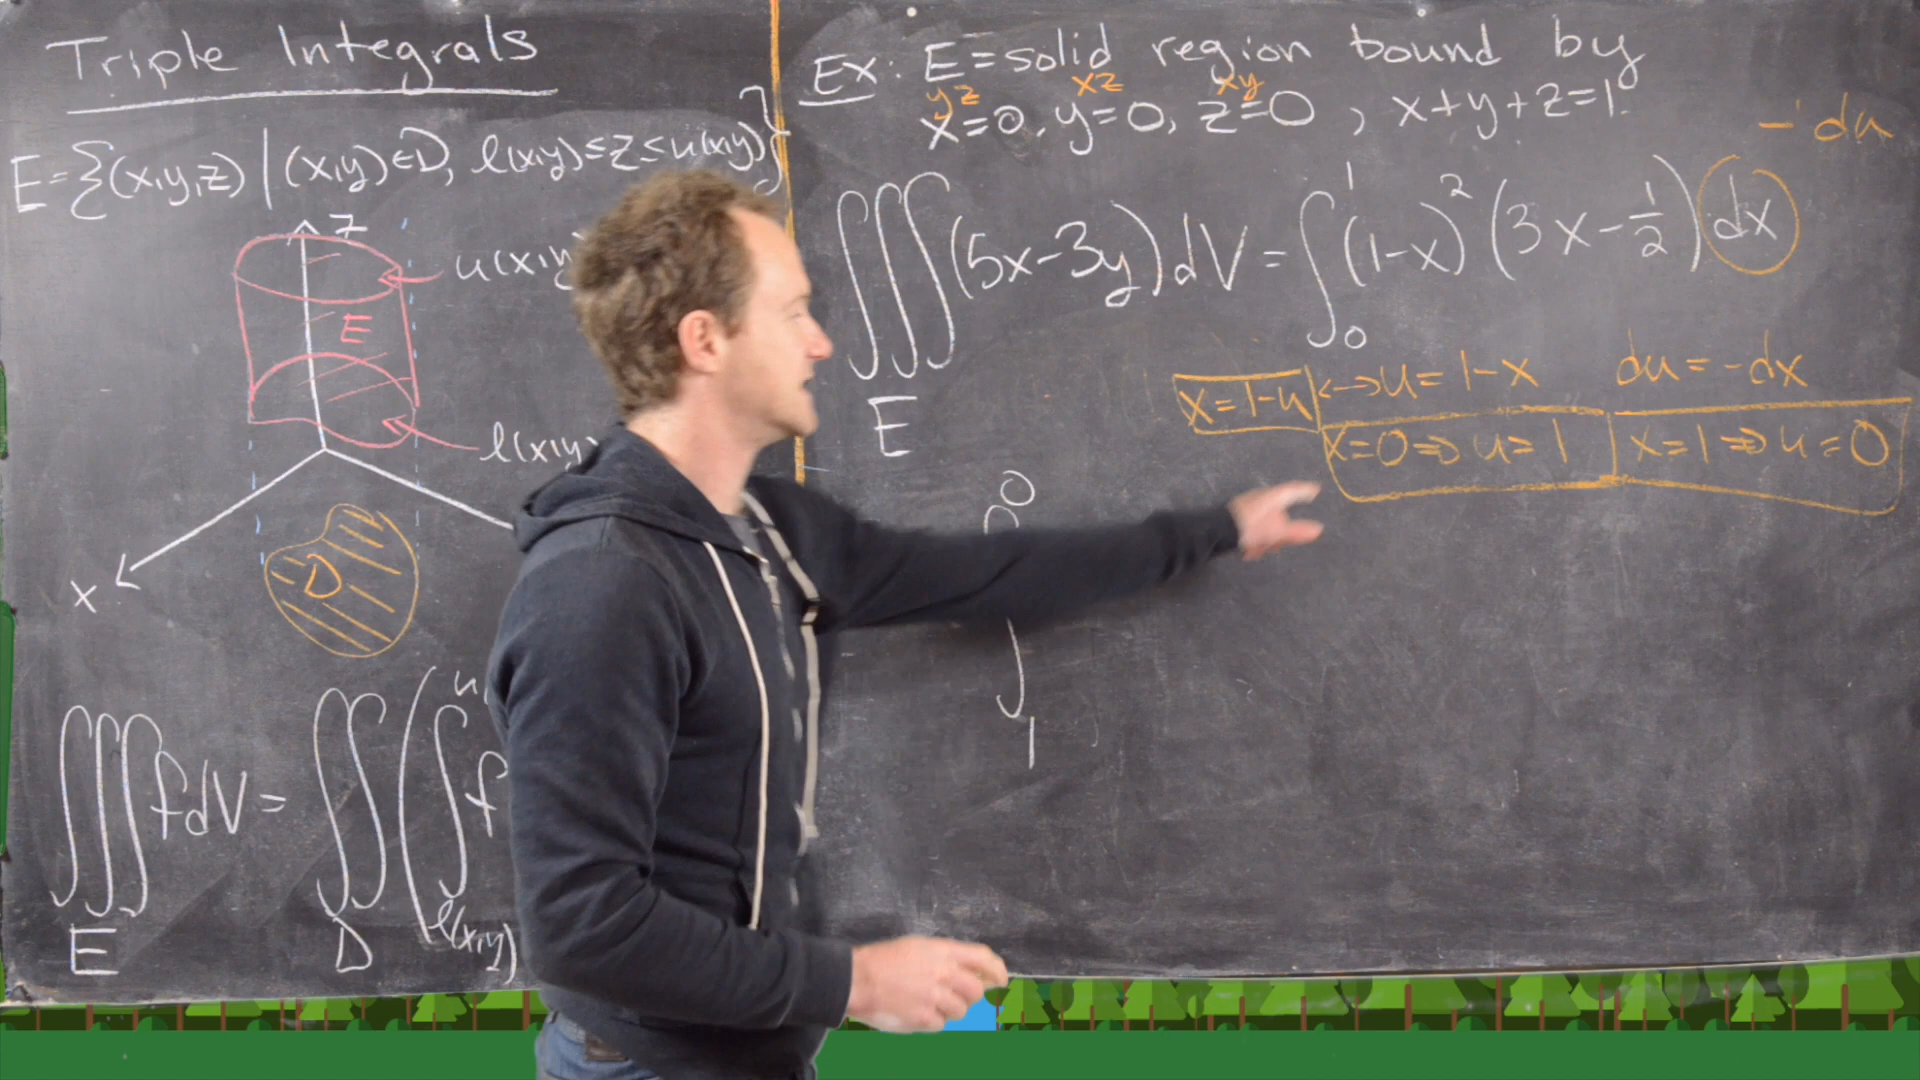 Triple Integrals
E={(x,y,z) | (x,y)∈D, l(x,y)≤z≤u(x,y)}
z
u(x,y
E
l(x,y
x
D
∭ f dV = ∬ ( ∫ f
E
D
l(x,y)
Ex: E=solid region bound by
yz xz xy
x=0, y=0, z=0, x+y+z=1.
- du
∭(5x-3y)dV = ∫₀¹ (1-x)² (3x-½) dx
E
x=1-u ↔ u=1-x du=-dx
x=0⇒u=1 x=1⇒u=0
0
∫
1